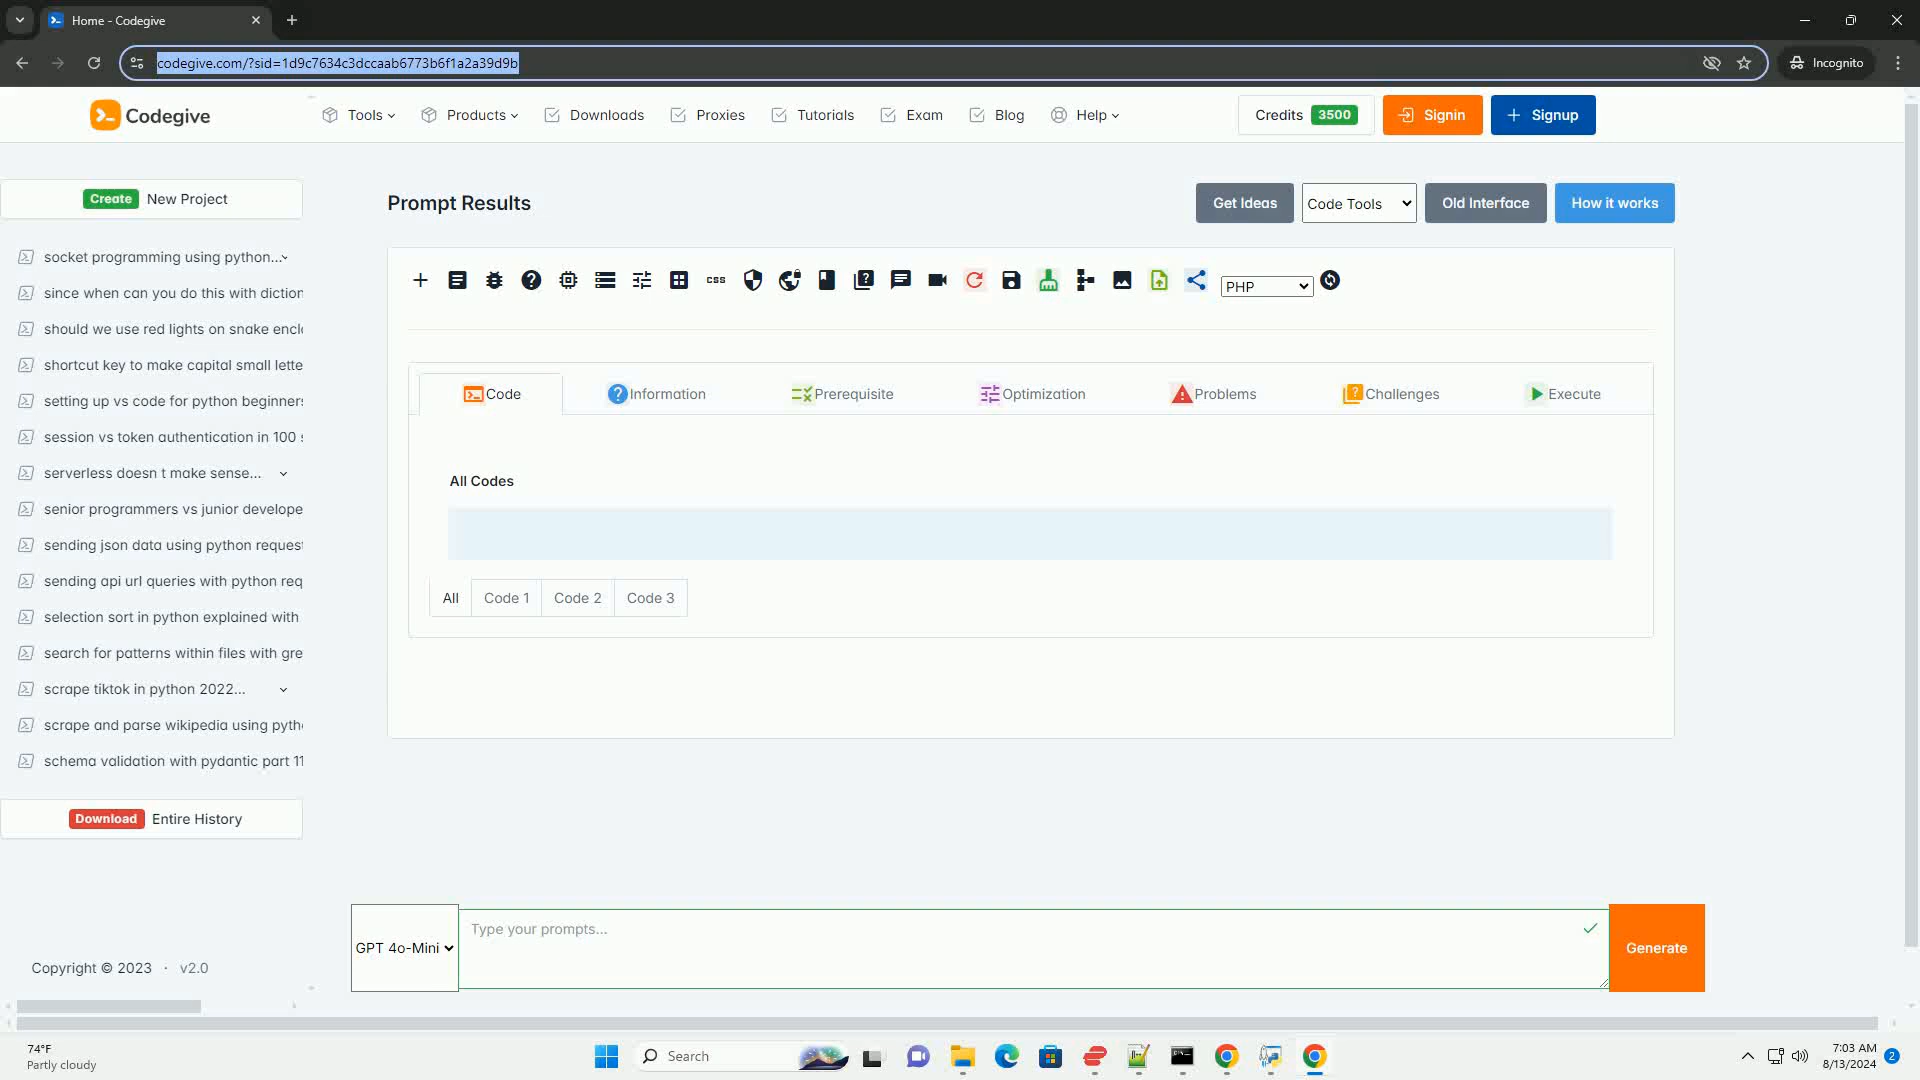 Home - Codegive
codegive.com/?sid=1d9c7634c3dccaab6773b6f1a2a39d9b
Incognito
Codegive
Tools
Products
Downloads
Proxies
Tutorials
Exam
Blog
Help
Credits 3500
Signin
Signup
Create New Project
socket programming using python...
since when can you do this with diction
should we use red lights on snake encl
shortcut key to make capital small lette
setting up vs code for python beginners
session vs token authentication in 100 s
serverless doesn t make sense...
senior programmers vs junior develope
sending json data using python request
sending api url queries with python req
selection sort in python explained with
search for patterns within files with gre
scrape tiktok in python 2022...
scrape and parse wikipedia using pyth
schema validation with pydantic part 11
Download Entire History
Copyright © 2023 · v2.0
Prompt Results
Get Ideas
Code Tools
Old Interface
How it works
css
PHP
Code
Information
Prerequisite
Optimization
Problems
Challenges
Execute
All Codes
All
Code 1
Code 2
Code 3
GPT 4o-Mini
Type your prompts...
Generate
74°F
Partly cloudy
Search
7:03 AM
8/13/2024
2